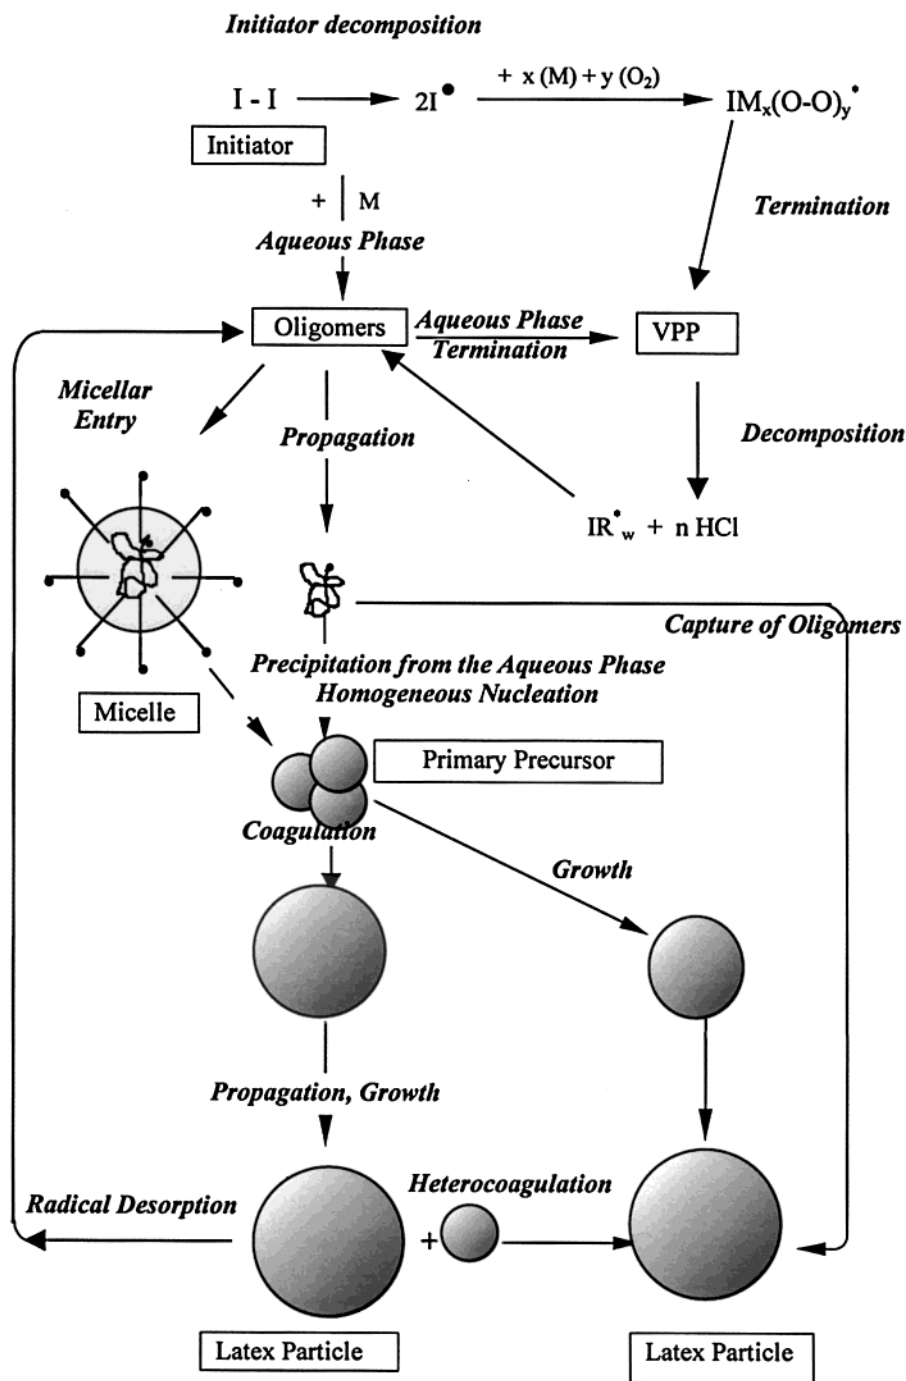 Initiator decomposition
+ x (M) + y (O₂)
I - I
2I•
IMₓ(O-O)ᵧ•
Initiator
+ M
Termination
Aqueous Phase
Oligomers
Aqueous Phase
Termination
VPP
Micellar
Entry
Propagation
Decomposition
IR•w + n HCl
Capture of Oligomers
Precipitation from the Aqueous Phase
Homogeneous Nucleation
Micelle
Primary Precursor
Coagulation
Growth
Propagation, Growth
Radical Desorption
Heterocoagulation
+
Latex Particle
Latex Particle